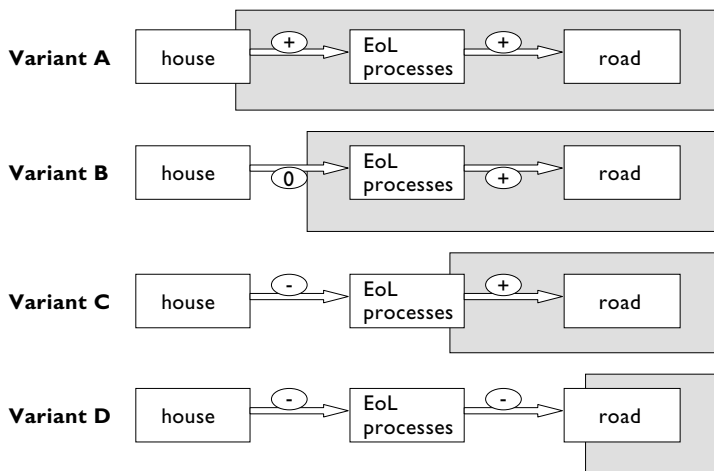 + +
Variant A house EoL processes road
Variant B house EoL processes road
0 +
- +
Variant C house EoL processes road
- -
Variant D house EoL processes road